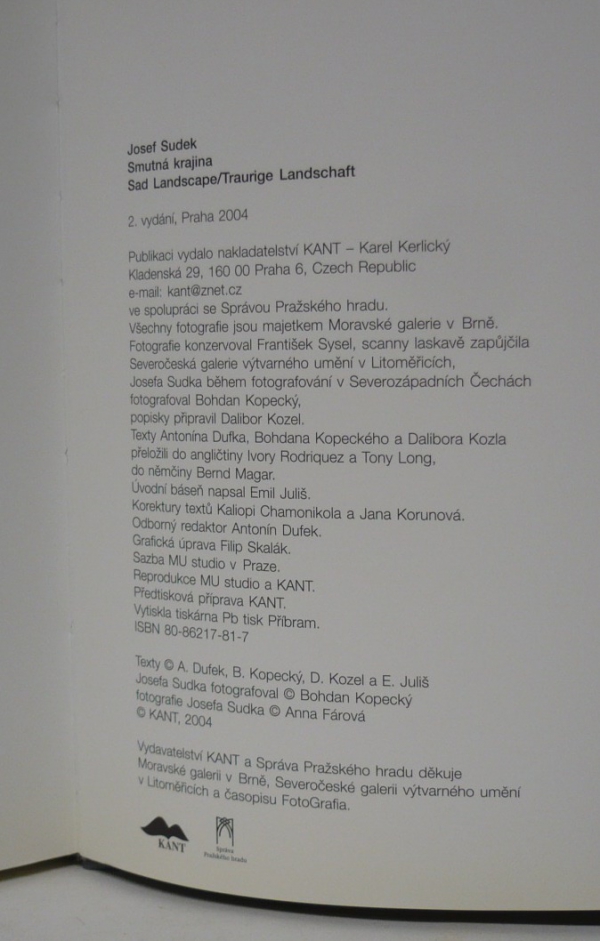 Josef Sudek
Smutná krajina
Sad Landscape/Traurige Landschaft
2. vydání, Praha 2004
Publikaci vydalo nakladatelství KANT – Karel Kerlický
Kladenská 29, 160 00 Praha 6, Czech Republic
e-mail: kant@znet.cz
ve spolupráci se Správou Pražského hradu.
Všechny fotografie jsou majetkem Moravské galerie v Brně.
Fotografie konzervoval František Sysel, scanny laskavě zapůjčila
Severočeská galerie výtvarného umění v Litoměřicích,
Josefa Sudka během fotografování v Severozápadních Čechách
fotografoval Bohdan Kopecký,
popisky připravil Dalibor Kozel.
Texty Antonína Dufka, Bohdana Kopeckého a Dalibora Kozla
přeložili do angličtiny Ivory Rodriquez a Tony Long,
do němčiny Bernd Magar.
Úvodní báseň napsal Emil Juliš.
Korektury textů Kaliopi Chamonikola a Jana Korunová.
Odborný redaktor Antonín Dufek.
Grafická úprava Filip Skalák.
Sazba MU studio v Praze.
Reprodukce MU studio a KANT.
Předtisková příprava KANT.
Vytiskla tiskárna Pb tisk Příbram.
ISBN 80-86217-81-7
Texty © A. Dufek, B. Kopecký, D. Kozel a E. Juliš
Josefa Sudka fotografoval © Bohdan Kopecký
fotografie Josefa Sudka © Anna Fárová
© KANT, 2004
Vydavatelství KANT a Správa Pražského hradu děkuje
Moravské galerii v Brně, Severočeské galerii výtvarného umění
v Litoměřicích a časopisu FotoGrafia.
KANT
Správa
Pražského hradu